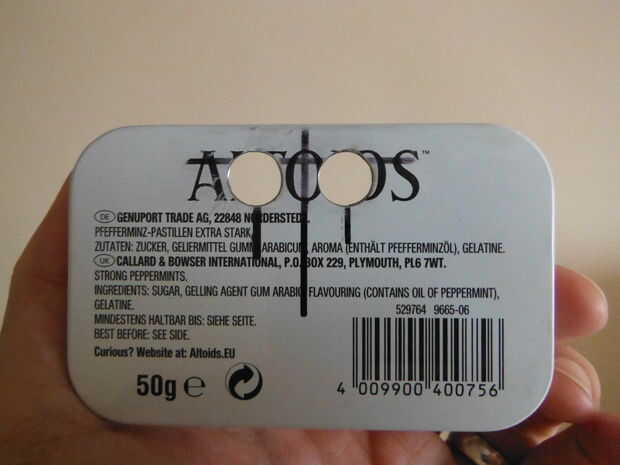 ALTOIDS™
DE GENUPORT TRADE AG, 22848 NORDERSTEDT.
PFEFFERMINZ-PASTILLEN EXTRA STARK.
ZUTATEN: ZUCKER, GELIERMITTEL GUMMI ARABICUM, AROMA (ENTHÄLT PFEFFERMINZÖL), GELATINE.
UK CALLARD & BOWSER INTERNATIONAL, P.O. BOX 229, PLYMOUTH, PL6 7WT.
STRONG PEPPERMINTS.
INGREDIENTS: SUGAR, GELLING AGENT GUM ARABIC, FLAVOURING (CONTAINS OIL OF PEPPERMINT),
GELATINE.
529764 9665-06
MINDESTENS HALTBAR BIS: SIEHE SEITE.
BEST BEFORE: SEE SIDE.
Curious? Website at: Altoids.EU
50g e
4 009900 400756